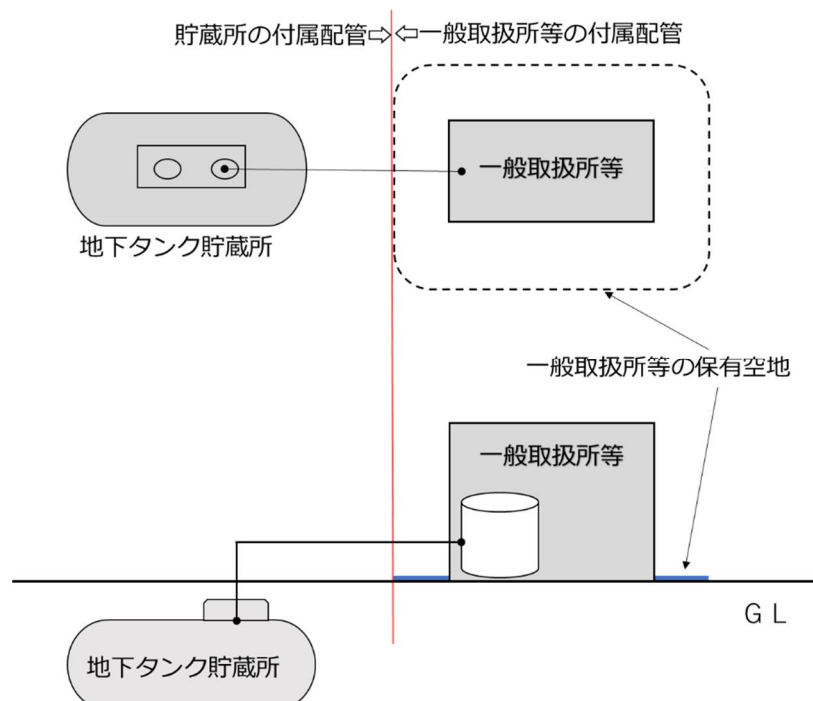 貯蔵所の付属配管⇨⇦一般取扱所等の付属配管
一般取扱所等
地下タンク貯蔵所
一般取扱所等の保有空地
一般取扱所等
ＧＬ
地下タンク貯蔵所